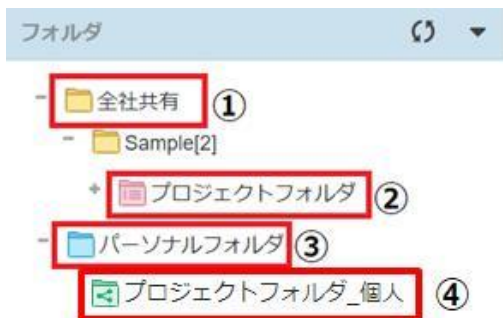 フォルダ
全社共有 ①
Sample[2]
プロジェクトフォルダ ②
パーソナルフォルダ ③
プロジェクトフォルダ_個人 ④